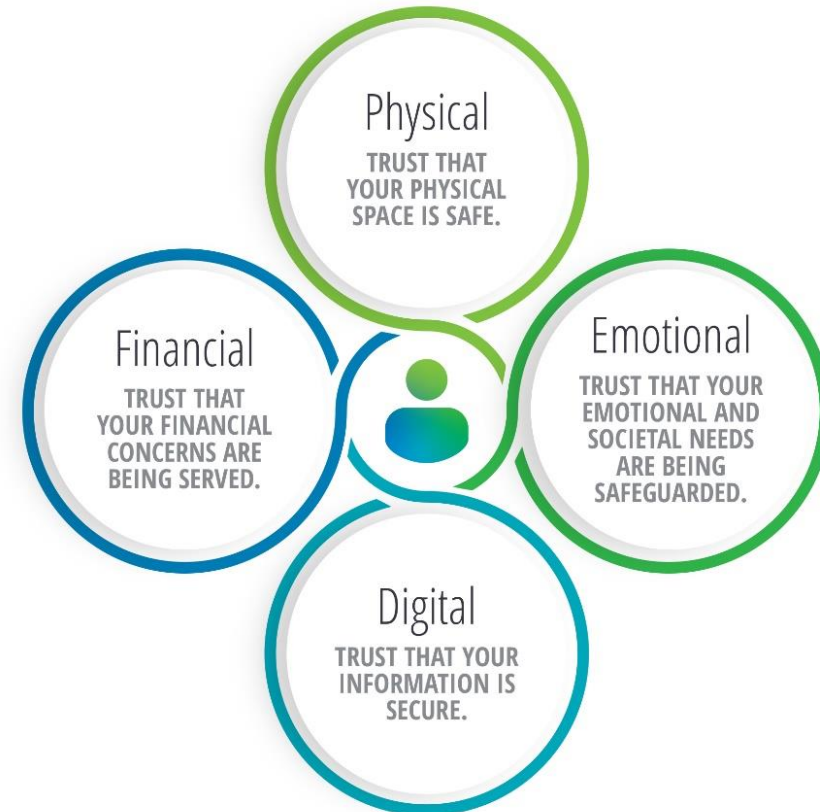 Physical
TRUST THAT
YOUR PHYSICAL
SPACE IS SAFE.
Financial
TRUST THAT
YOUR FINANCIAL
CONCERNS ARE
BEING SERVED.
Emotional
TRUST THAT YOUR
EMOTIONAL AND
SOCIETAL NEEDS
ARE BEING
SAFEGUARDED.
Digital
TRUST THAT YOUR
INFORMATION IS
SECURE.